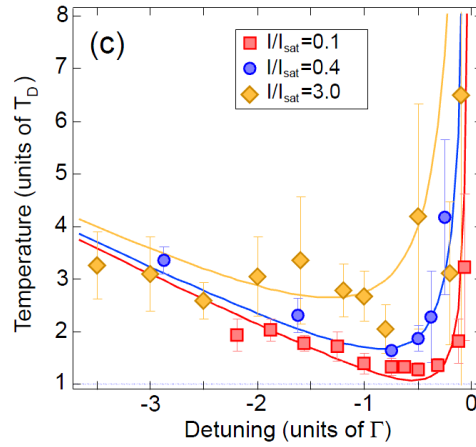 (c)
I/Isat=0.1
I/Isat=0.4
I/Isat=3.0
Temperature (units of TD)
8
7
6
5
4
3
2
1
-3
-2
-1
0
Detuning (units of Γ)